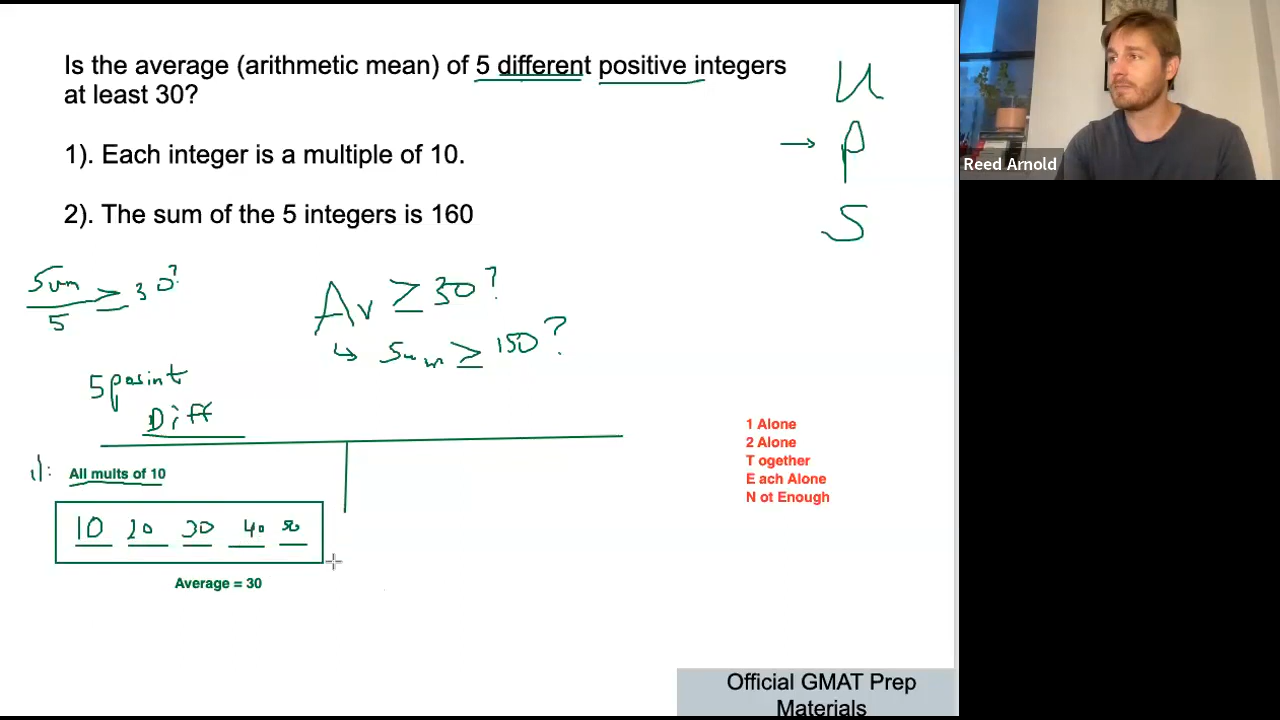 Is the average (arithmetic mean) of 5 different positive integers
at least 30?
1). Each integer is a multiple of 10.
2). The sum of the 5 integers is 160
U
→ P
S
Reed Arnold
Sum/5 ≥ 30?
Av ≥ 30?
↳ Sum ≥ 150?
5 pos int
Diff
1):
All mults of 10
10 20 30 40 50
Average = 30
1 Alone
2 Alone
T ogether
E ach Alone
N ot Enough
Official GMAT Prep
Materials